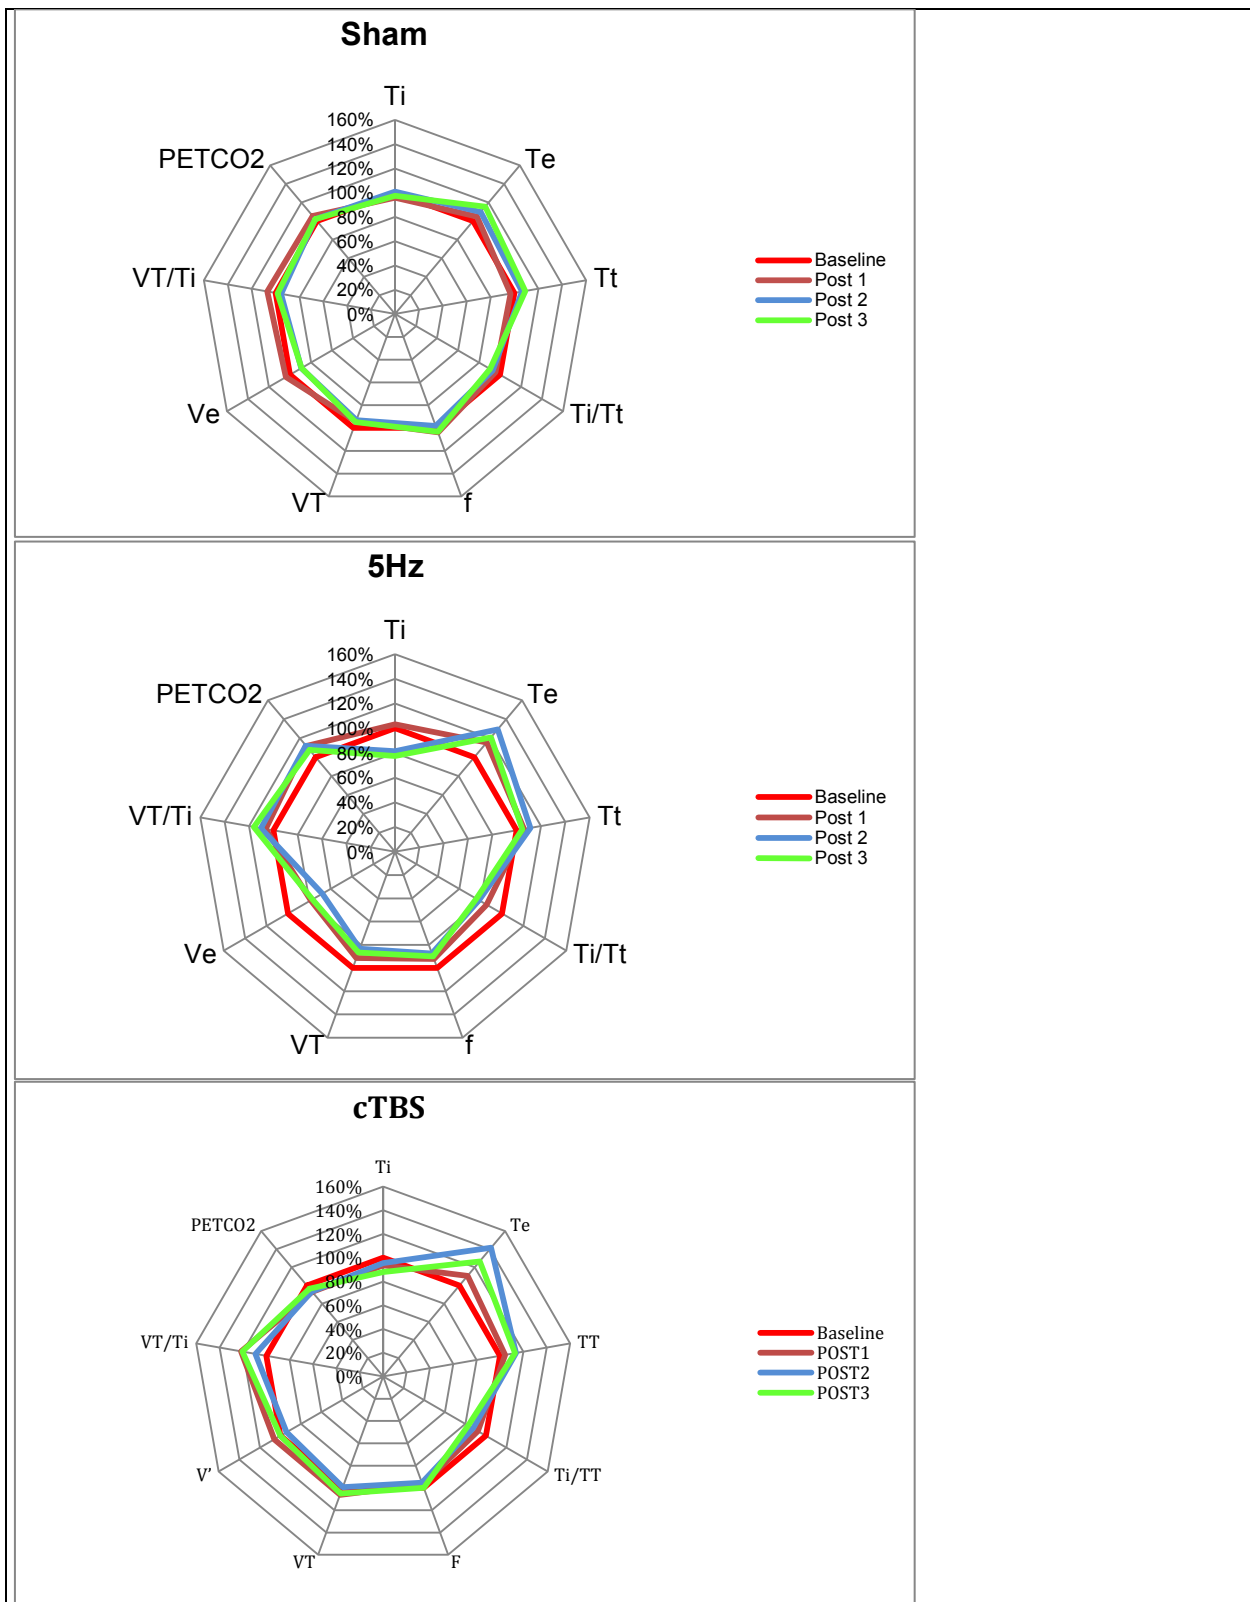 Sham
Ti
160%
140%
PETCO2
Te
120%
100%
80%
60%
VT/Ti
Tt
40%
Baseline
20%
Post 1
0%
Post 2
Post 3
Ve
Ti/Tt
VT
f
5Hz
Ti
160%
140%
PETCO2
Te
120%
100%
80%
60%
VT/Ti
Tt
40%
Baseline
20%
Post 1
0%
Post 2
Post 3
Ve
Ti/Tt
VT
f
cTBS
Ti
160%
140%
PETCO2
Te
120%
100%
80%
60%
VT/Ti
TT
40%
Baseline
20%
POST1
0%
POST2
POST3
V'
Ti/TT
VT
F